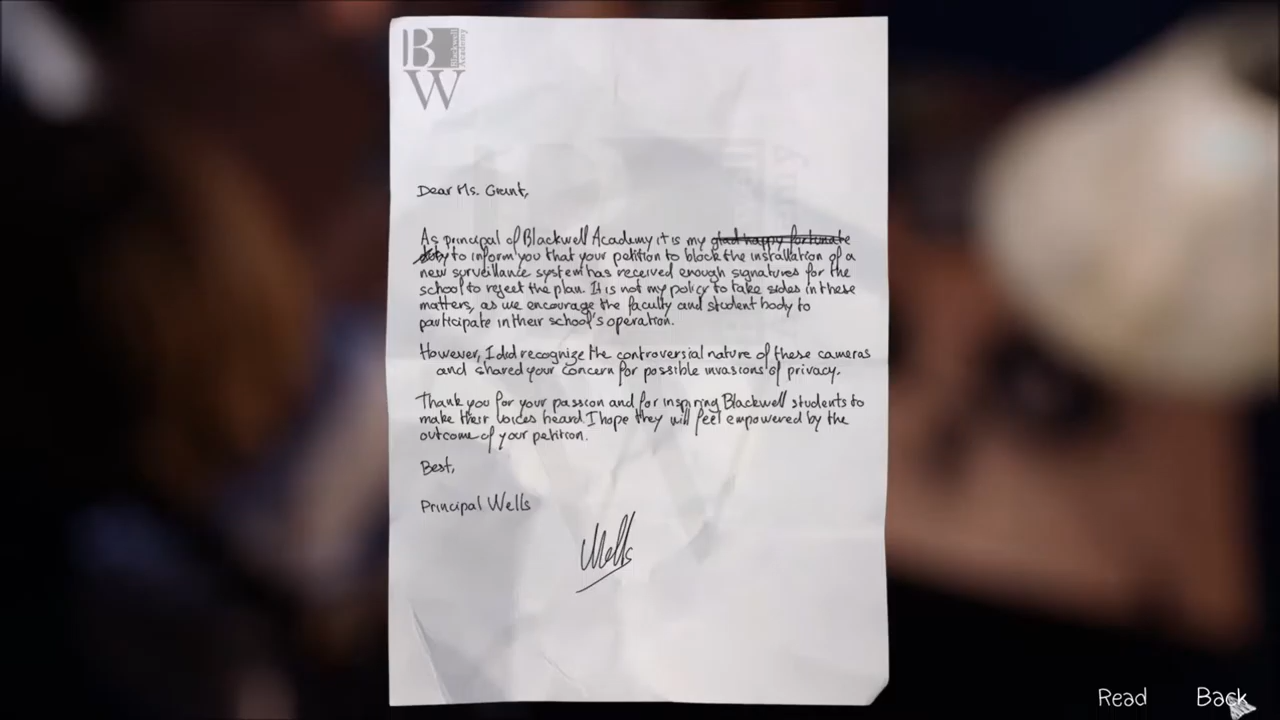 B
Blackwell
Academy
W
Dear Ms. Grant,
As principal of Blackwell Academy it is my glad happy fortunate
duty to inform you that your petition to block the installation of a
new surveillance system has received enough signatures for the
school to reject the plan. It is not my policy to take sides in these
matters, as we encourage the faculty and student body to
participate in their school's operation.
However, I did recognize the controversial nature of these cameras
and shared your concern for possible invasions of privacy.
Thank you for your passion and for inspiring Blackwell students to
make their voices heard I hope they will feel empowered by the
outcome of your petition.
Best,
Principal Wells
Wells
Read Back